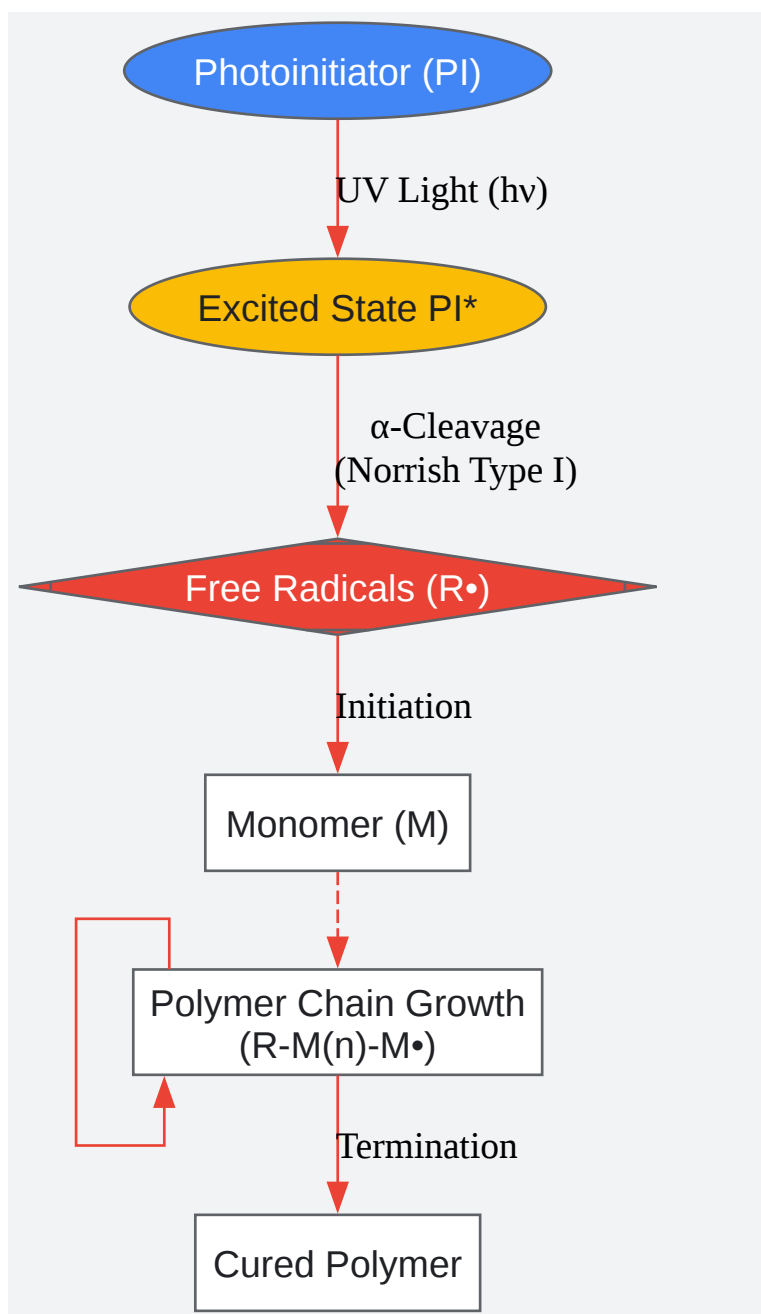 Photoinitiator (PI)
UV Light (hν)
Excited State PI*
α-Cleavage
(Norrish Type I)
Free Radicals (R•)
Initiation
Monomer (M)
Polymer Chain Growth
(R-M(n)-M•)
Termination
Cured Polymer